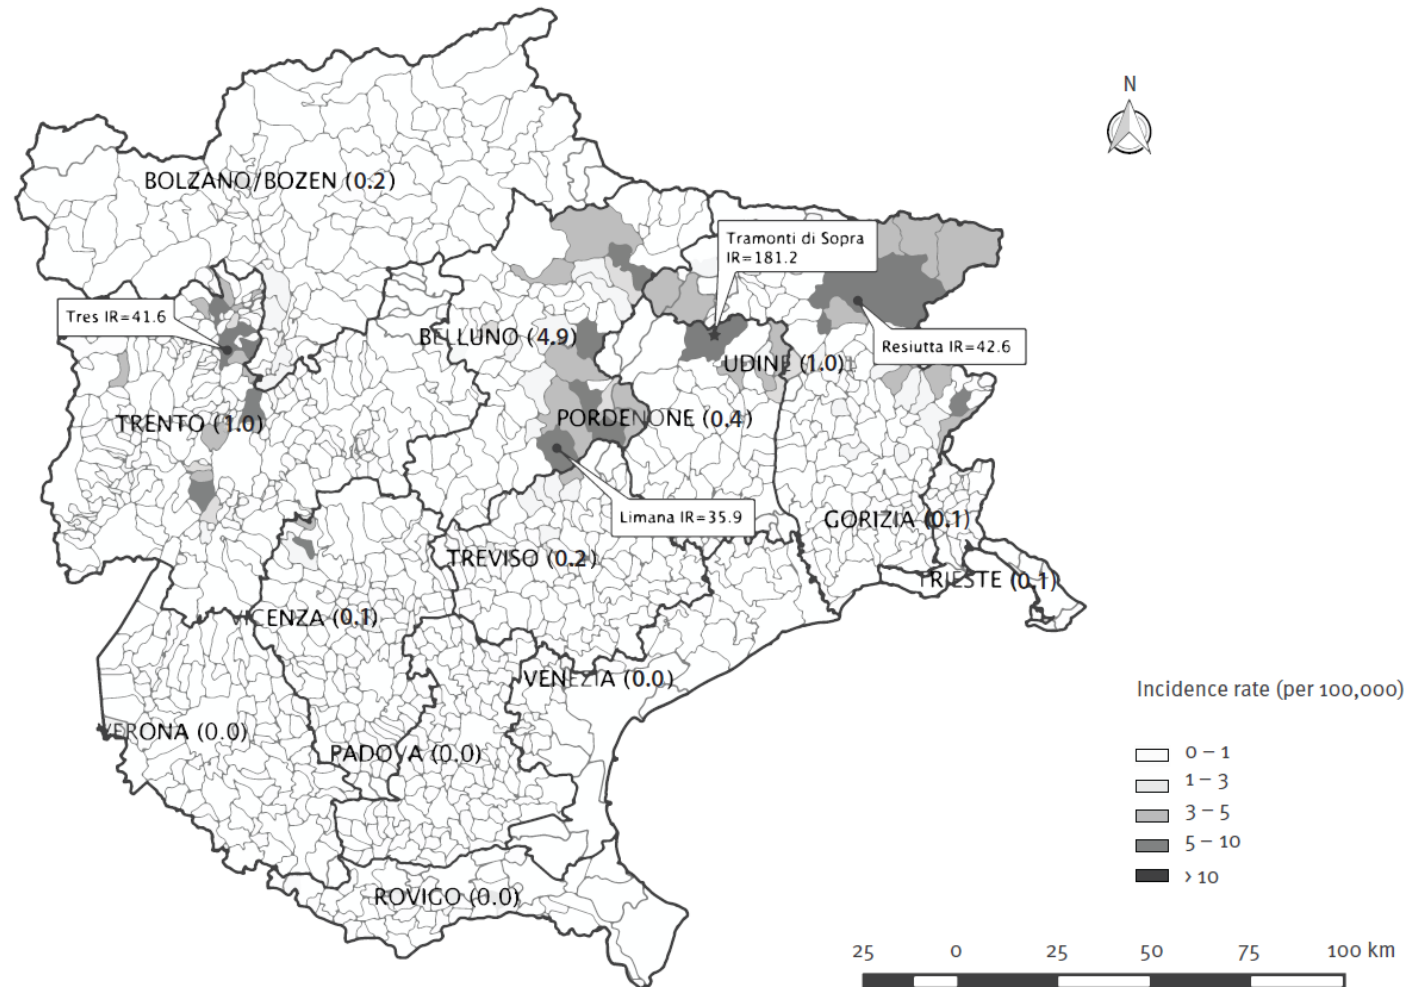 N
BOLZANO/BOZEN (0.2)
Tramonti di Sopra
IR=181.2
Tres IR=41.6
BELLUNO (4.9)
Resiutta IR=42.6
UDINE (1.0)
TRENTO (1.0)
PORDENONE (0.4)
Limana IR=35.9
GORIZIA (0.1)
TREVISO (0.2)
TRIESTE (0.1)
VICENZA (0.1)
VENEZIA (0.0)
Incidence rate (per 100,000)
VERONA (0.0)
PADOVA (0.0)
0 – 1
1 – 3
3 – 5
5 – 10
> 10
ROVIGO (0.0)
25 0 25 50 75 100 km